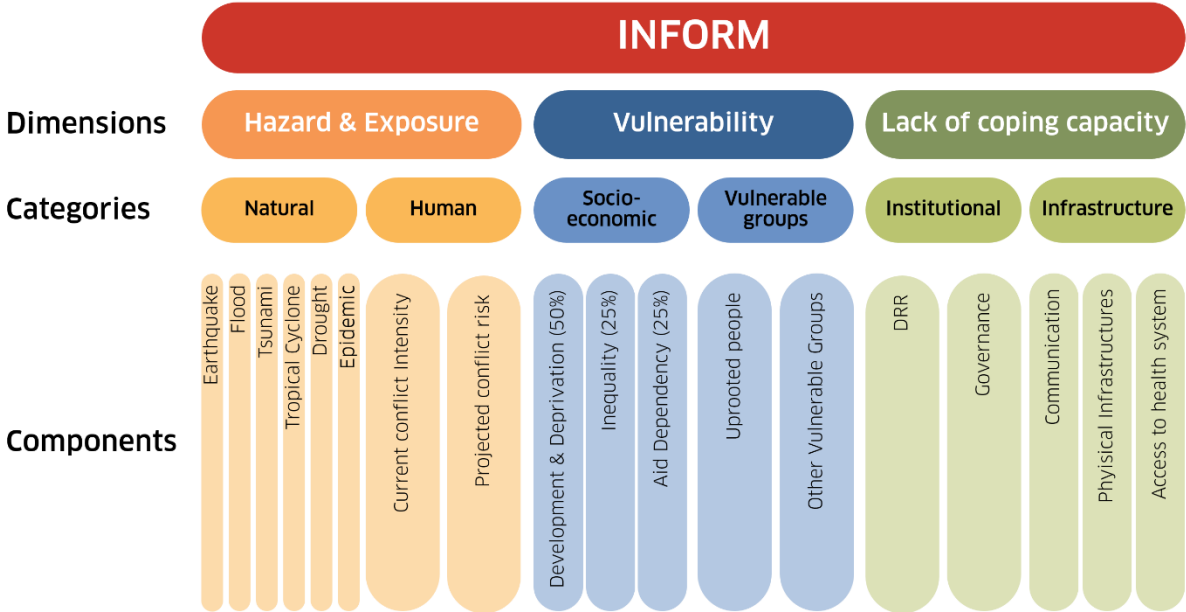 INFORM
Dimensions
Hazard & Exposure
Vulnerability
Lack of coping capacity
Categories
Natural
Human
Socio-
economic
Vulnerable
groups
Institutional
Infrastructure
Components
Earthquake
Flood
Tsunami
Tropical Cyclone
Drought
Epidemic
Current conflict Intensity
Projected conflict risk
Development & Deprivation (50%)
Inequality (25%)
Aid Dependency (25%)
Uprooted people
Other Vulnerable Groups
DRR
Governance
Communication
Phyisical Infrastructures
Access to health system